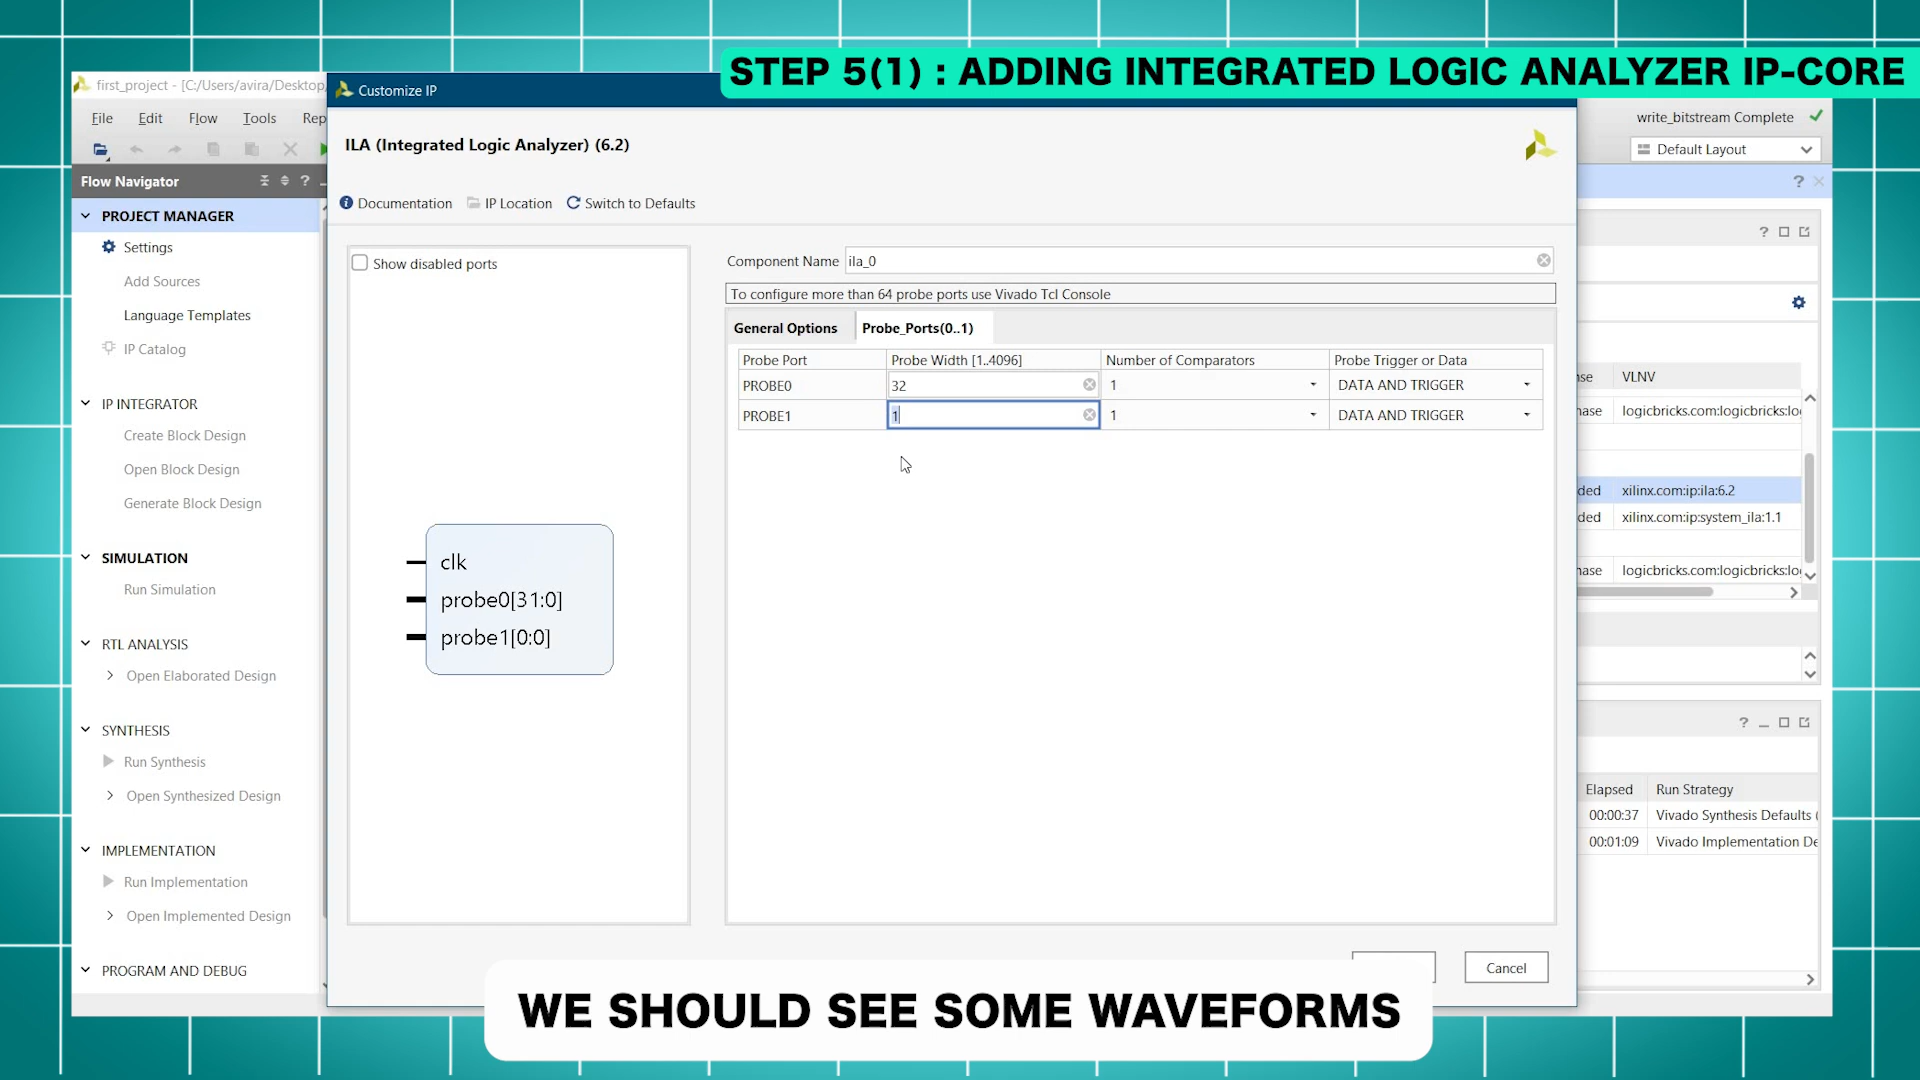 STEP 5(1) : ADDING INTEGRATED LOGIC ANALYZER IP-CORE
first_project - [C:/Users/avira/Desktop,
Customize IP
File Edit Flow Tools Rep
write_bitstream Complete
Default Layout
ILA (Integrated Logic Analyzer) (6.2)
Documentation IP Location Switch to Defaults
Flow Navigator
PROJECT MANAGER
Settings
Add Sources
Language Templates
IP Catalog
IP INTEGRATOR
Create Block Design
Open Block Design
Generate Block Design
SIMULATION
Run Simulation
RTL ANALYSIS
Open Elaborated Design
SYNTHESIS
Run Synthesis
Open Synthesized Design
IMPLEMENTATION
Run Implementation
Open Implemented Design
PROGRAM AND DEBUG
Show disabled ports
clk
probe0[31:0]
probe1[0:0]
Component Name ila_0
To configure more than 64 probe ports use Vivado Tcl Console
General Options Probe_Ports(0..1)
Probe Port Probe Width [1..4096] Number of Comparators Probe Trigger or Data
PROBE0 32 1 DATA AND TRIGGER
PROBE1 1 1 DATA AND TRIGGER
Cancel
nse VLNV
hase logicbricks.com:logicbricks:lo
ded xilinx.com:ip:ila:6.2
ded xilinx.com:ip:system_ila:1.1
hase logicbricks.com:logicbricks:lo
Elapsed Run Strategy
00:00:37 Vivado Synthesis Defaults (
00:01:09 Vivado Implementation De
WE SHOULD SEE SOME WAVEFORMS